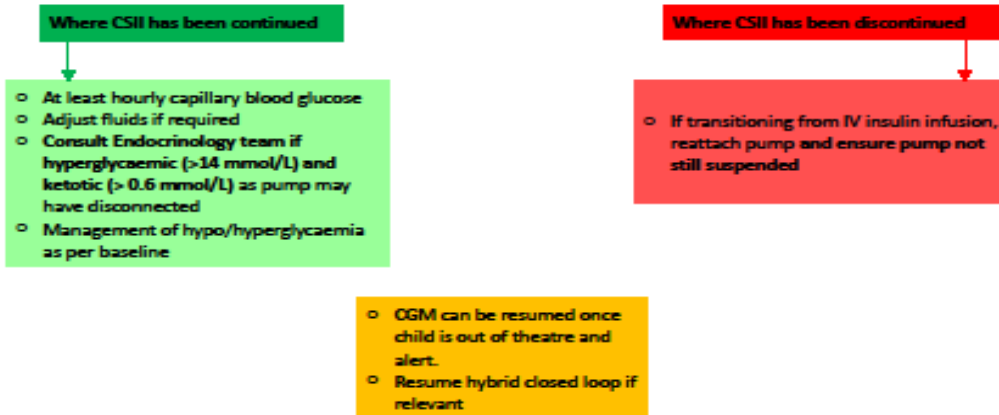 Where CSII has been continued
o At least hourly capillary blood glucose
o Adjust fluids if required
o Consult Endocrinology team if
hyperglycaemic (>14 mmol/L) and
ketotic (> 0.6 mmol/L) as pump may
have disconnected
o Management of hypo/hyperglycaemia
as per baseline
Where CSII has been discontinued
o If transitioning from IV insulin infusion,
reattach pump and ensure pump not
still suspended
o CGM can be resumed once
child is out of theatre and
alert.
o Resume hybrid closed loop if
relevant